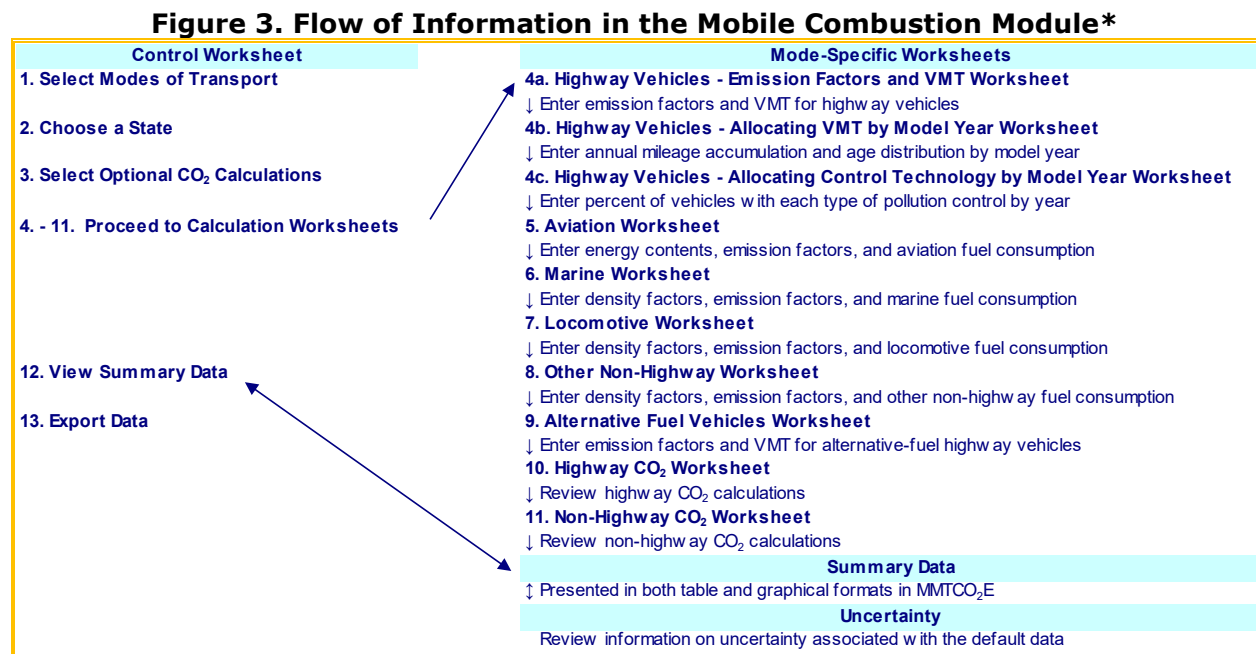 Figure 3. Flow of Information in the Mobile Combustion Module*
Control Worksheet
1. Select Modes of Transport
2. Choose a State
3. Select Optional CO₂ Calculations
4. - 11. Proceed to Calculation Worksheets
12. View Summary Data
13. Export Data
Mode-Specific Worksheets
4a. Highway Vehicles - Emission Factors and VMT Worksheet
↓ Enter emission factors and VMT for highway vehicles
4b. Highway Vehicles - Allocating VMT by Model Year Worksheet
↓ Enter annual mileage accumulation and age distribution by model year
4c. Highway Vehicles - Allocating Control Technology by Model Year Worksheet
↓ Enter percent of vehicles with each type of pollution control by year
5. Aviation Worksheet
↓ Enter energy contents, emission factors, and aviation fuel consumption
6. Marine Worksheet
↓ Enter density factors, emission factors, and marine fuel consumption
7. Locomotive Worksheet
↓ Enter density factors, emission factors, and locomotive fuel consumption
8. Other Non-Highway Worksheet
↓ Enter density factors, emission factors, and other non-highway fuel consumption
9. Alternative Fuel Vehicles Worksheet
↓ Enter emission factors and VMT for alternative-fuel highway vehicles
10. Highway CO₂ Worksheet
↓ Review highway CO₂ calculations
11. Non-Highway CO₂ Worksheet
↓ Review non-highway CO₂ calculations
Summary Data
↕ Presented in both table and graphical formats in MMTCO₂E
Uncertainty
Review information on uncertainty associated with the default data